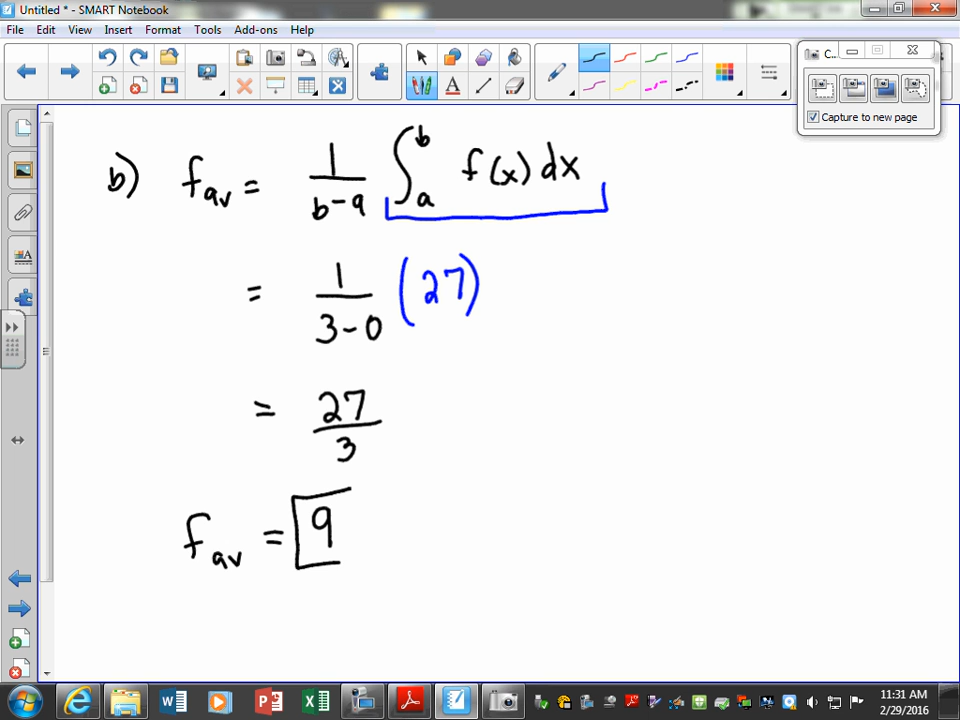 Untitled * - SMART Notebook
File Edit View Insert Format Tools Add-ons Help
C...
Capture to new page
b) f_av = 1/(b-a) ∫_a^b f(x) dx
= 1/(3-0) (27)
= 27/3
f_av = 9
11:31 AM
2/29/2016